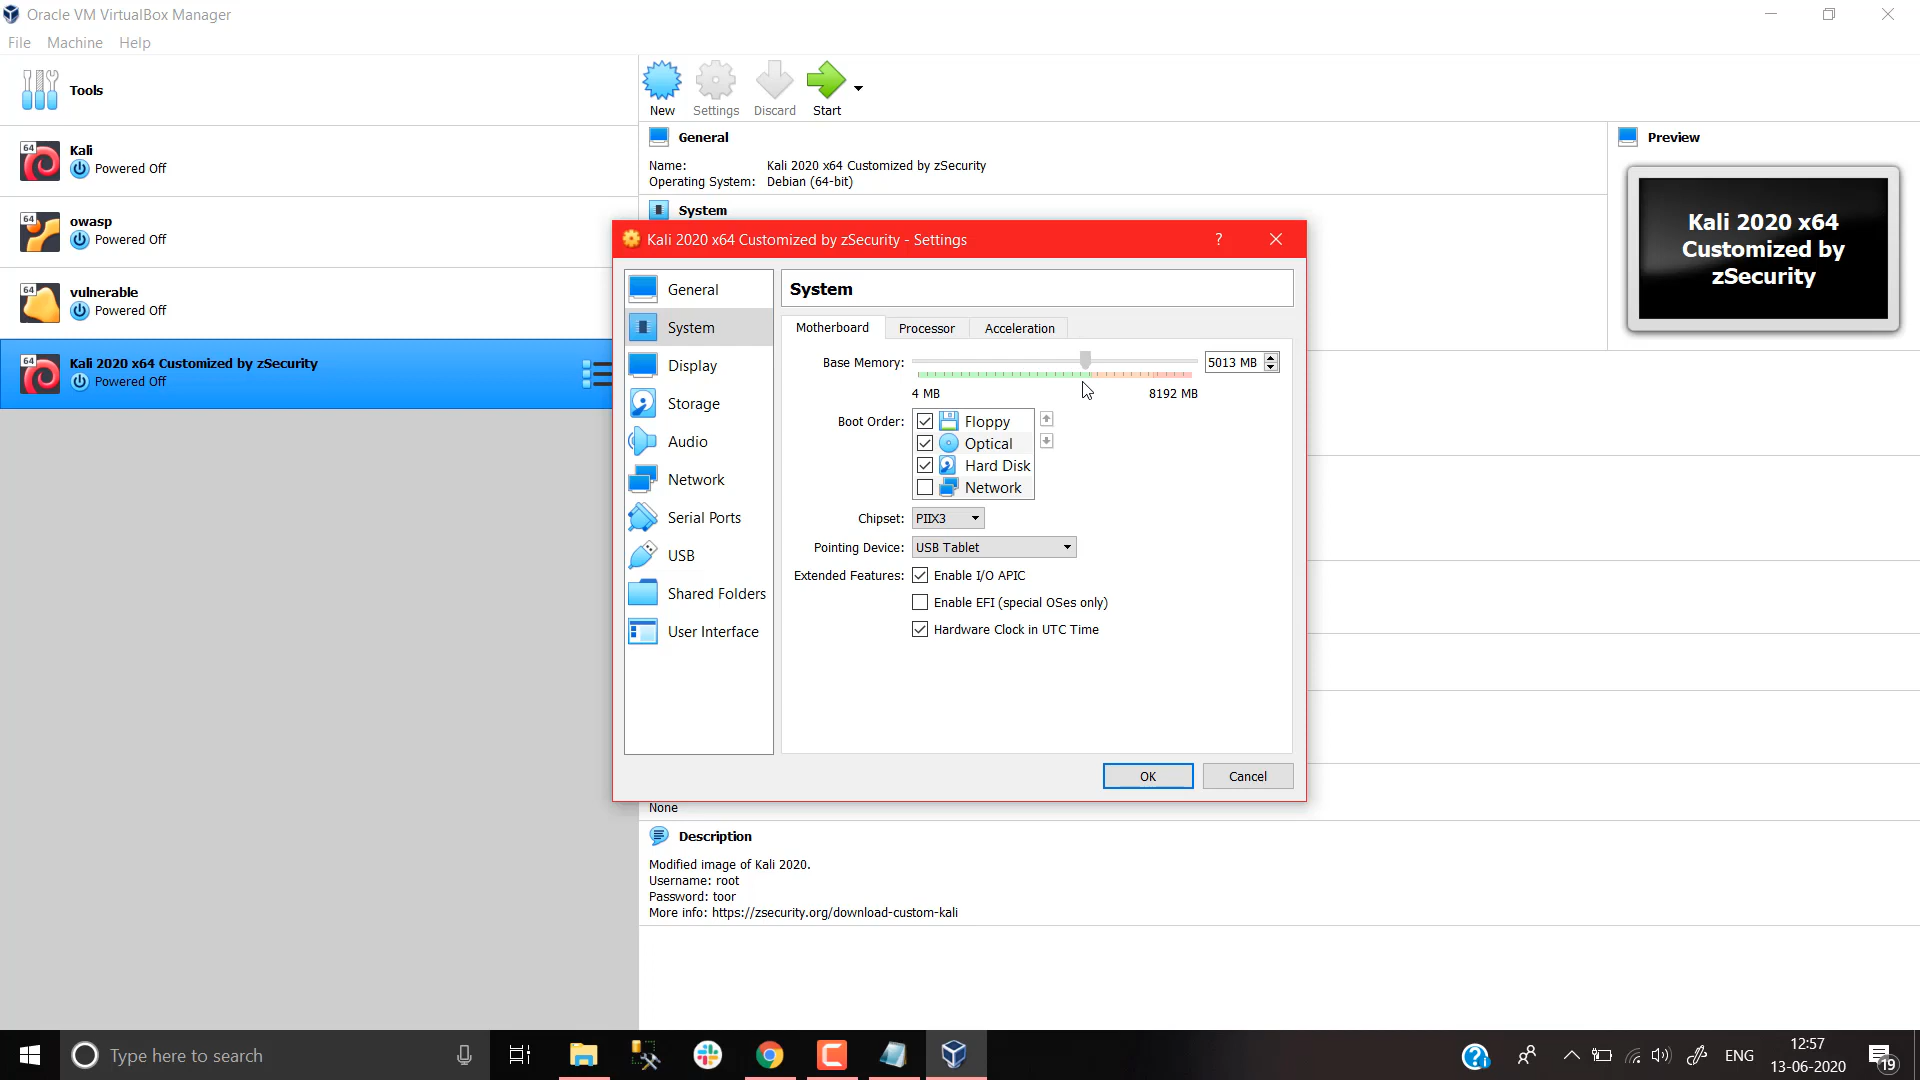 Oracle VM VirtualBox Manager
File Machine Help
Tools
64
Kali
Powered Off
64
owasp
Powered Off
64
vulnerable
Powered Off
64
Kali 2020 x64 Customized by zSecurity
Powered Off
New Settings Discard Start
General
Name: Kali 2020 x64 Customized by zSecurity
Operating System: Debian (64-bit)
System
Preview
Kali 2020 x64
Customized by
zSecurity
Kali 2020 x64 Customized by zSecurity - Settings
?
General
System
Display
Storage
Audio
Network
Serial Ports
USB
Shared Folders
User Interface
System
Motherboard Processor Acceleration
Base Memory: 5013 MB
4 MB 8192 MB
Boot Order: Floppy
Optical
Hard Disk
Network
Chipset: PIIX3
Pointing Device: USB Tablet
Extended Features: Enable I/O APIC
Enable EFI (special OSes only)
Hardware Clock in UTC Time
OK Cancel
None
Description
Modified image of Kali 2020.
Username: root
Password: toor
More info: https://zsecurity.org/download-custom-kali
Type here to search
ENG
12:57
13-06-2020
19